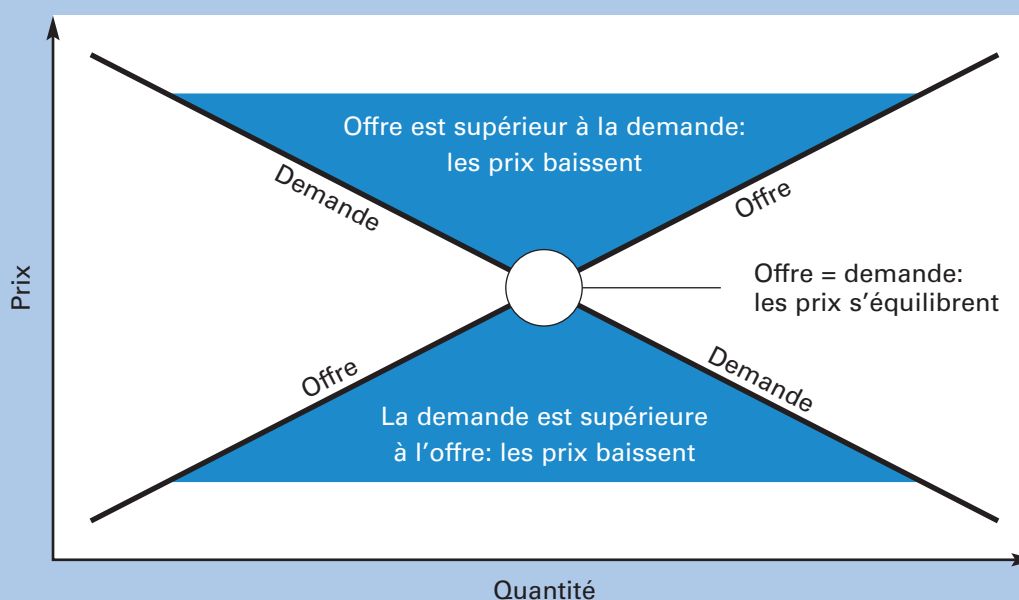 Offre est supérieur à la demande:
les prix baissent
Demande
Offre
Prix
Offre = demande:
les prix s’équilibrent
Offre
Demande
La demande est supérieure
à l’offre: les prix baissent
Quantité